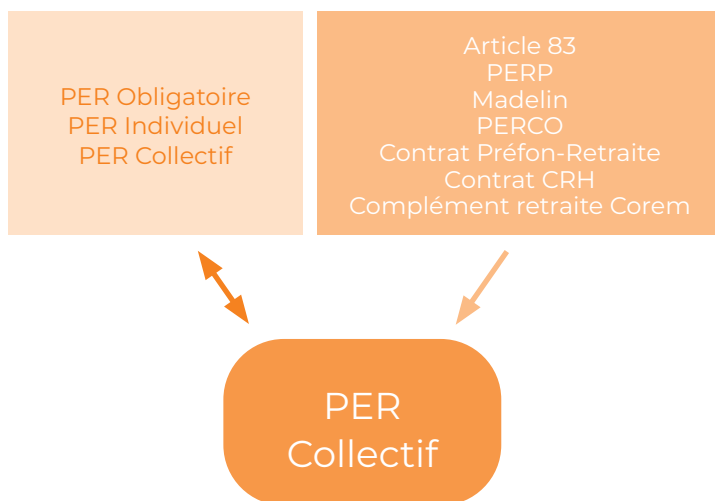 PER Obligatoire
PER Individuel
PER Collectif
Article 83
PERP
Madelin
PERCO
Contrat Préfon-Retraite
Contrat CRH
Complément retraite Corem
PER
Collectif